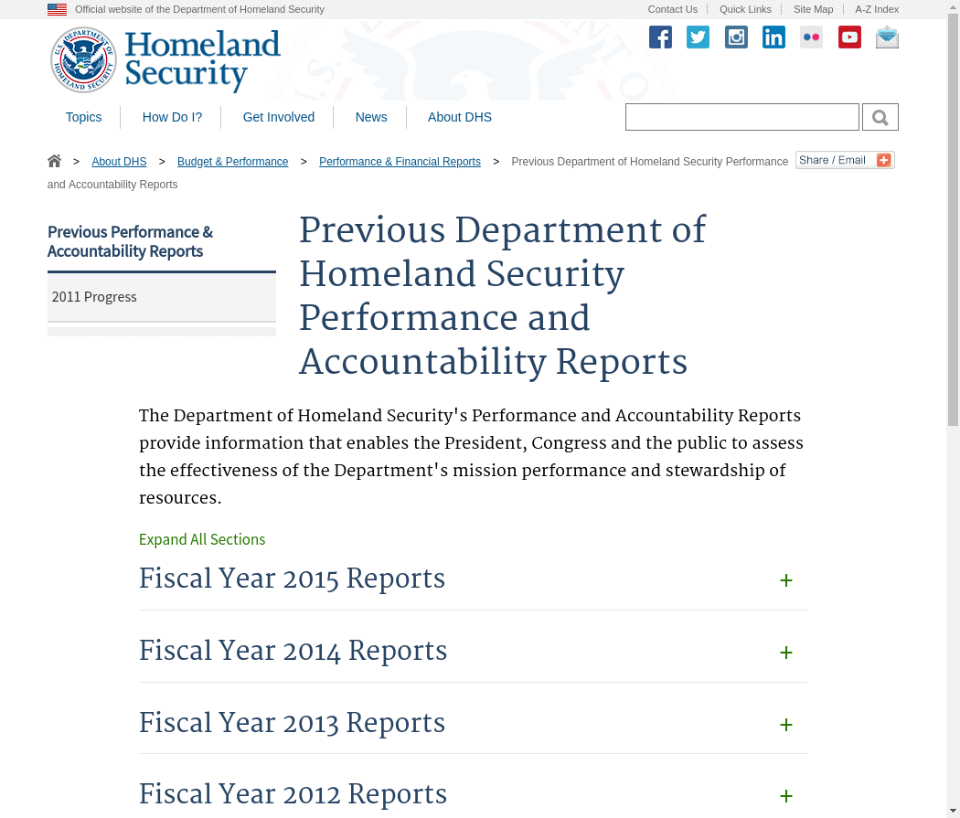 Official website of the Department of Homeland Security
Contact Us
Quick Links
Site Map
A-Z Index
U.S. DEPARTMENT OF
HOMELAND SECURITY
Homeland
Security
Topics
How Do I?
Get Involved
News
About DHS
> About DHS > Budget & Performance > Performance & Financial Reports > Previous Department of Homeland Security Performance
and Accountability Reports
Share / Email
Previous Performance &
Accountability Reports
2011 Progress
Previous Department of
Homeland Security
Performance and
Accountability Reports
The Department of Homeland Security's Performance and Accountability Reports
provide information that enables the President, Congress and the public to assess
the effectiveness of the Department's mission performance and stewardship of
resources.
Expand All Sections
Fiscal Year 2015 Reports +
Fiscal Year 2014 Reports +
Fiscal Year 2013 Reports +
Fiscal Year 2012 Reports +